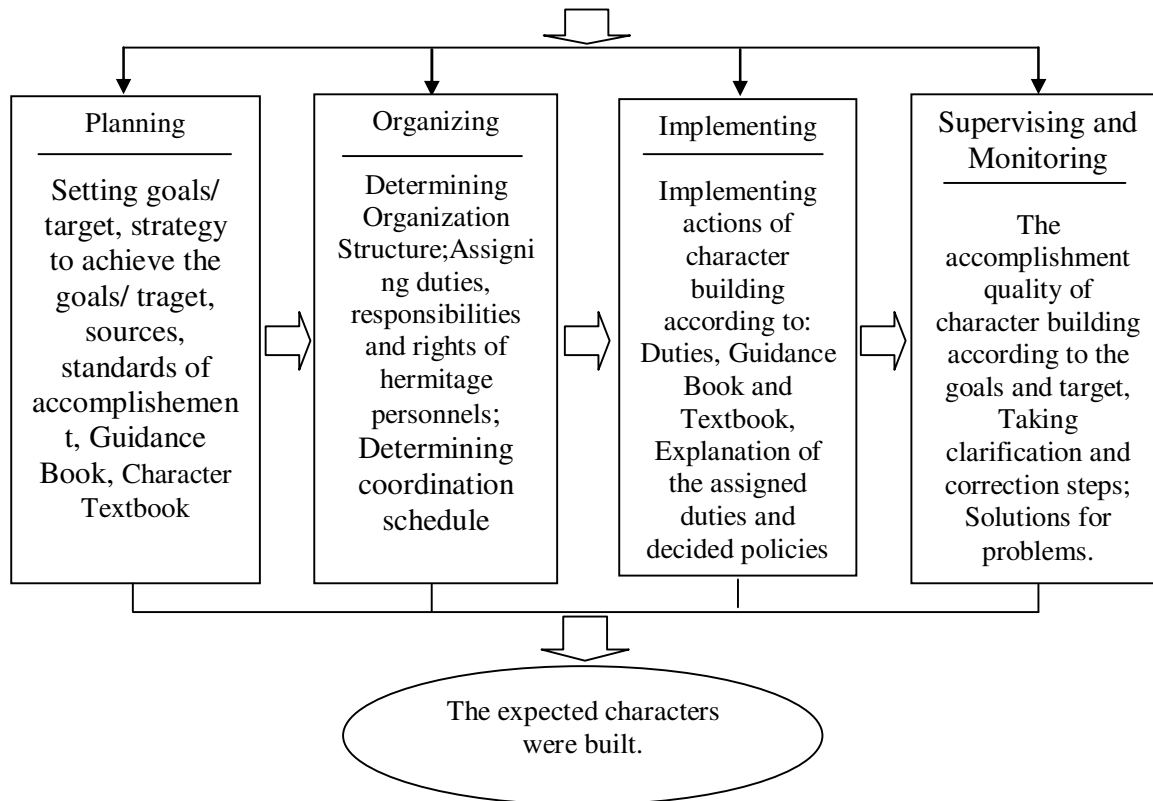 Planning
Setting goals/
target, strategy
to achieve the
goals/ traget,
sources,
standards of
accomplishemen
t, Guidance
Book, Character
Textbook
Organizing
Determining
Organization
Structure;Assigni
ng duties,
responsibilities
and rights of
hermitage
personnels;
Determining
coordination
schedule
Implementing
Implementing
actions of
character
building
according to:
Duties, Guidance
Book and
Textbook,
Explanation of
the assigned
duties and
decided policies
Supervising and
Monitoring
The
accomplishment
quality of
character building
according to the
goals and target,
Taking
clarification and
correction steps;
Solutions for
problems.
The expected characters
were built.